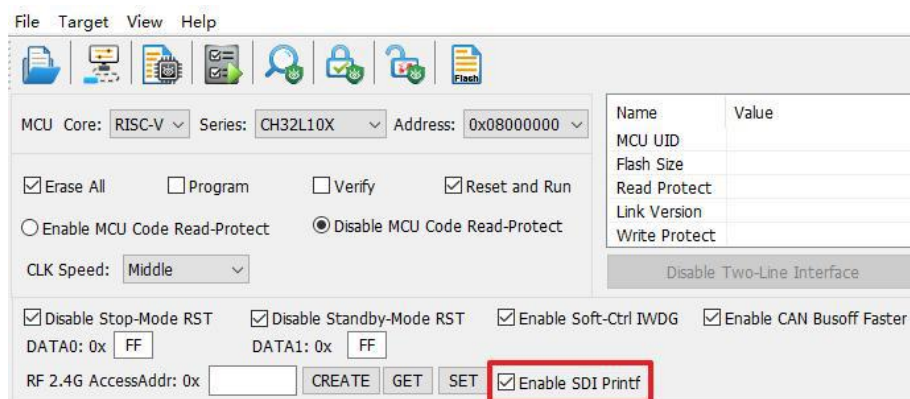 File Target View Help
Flash
MCU Core: RISC-V Series: CH32L10X Address: 0x08000000
Erase All Program Verify Reset and Run
Enable MCU Code Read-Protect Disable MCU Code Read-Protect
CLK Speed: Middle
Name Value
MCU UID
Flash Size
Read Protect
Link Version
Write Protect
Disable Two-Line Interface
Disable Stop-Mode RST Disable Standby-Mode RST Enable Soft-Ctrl IWDG Enable CAN Busoff Faster
DATA0: 0x FF DATA1: 0x FF
RF 2.4G AccessAddr: 0x CREATE GET SET Enable SDI Printf